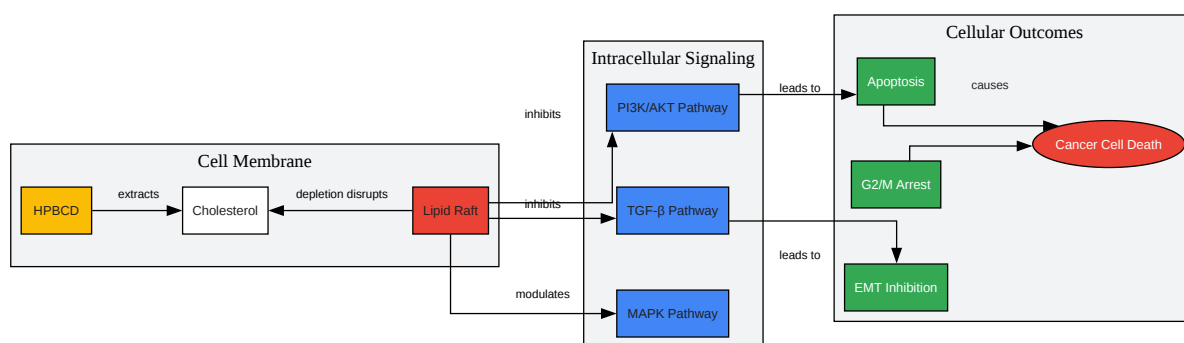 Cell Membrane
HPBCD
extracts
Cholesterol
depletion disrupts
Lipid Raft
inhibits
inhibits
modulates
Intracellular Signaling
PI3K/AKT Pathway
TGF-β Pathway
MAPK Pathway
leads to
leads to
Cellular Outcomes
Apoptosis
causes
Cancer Cell Death
G2/M Arrest
EMT Inhibition